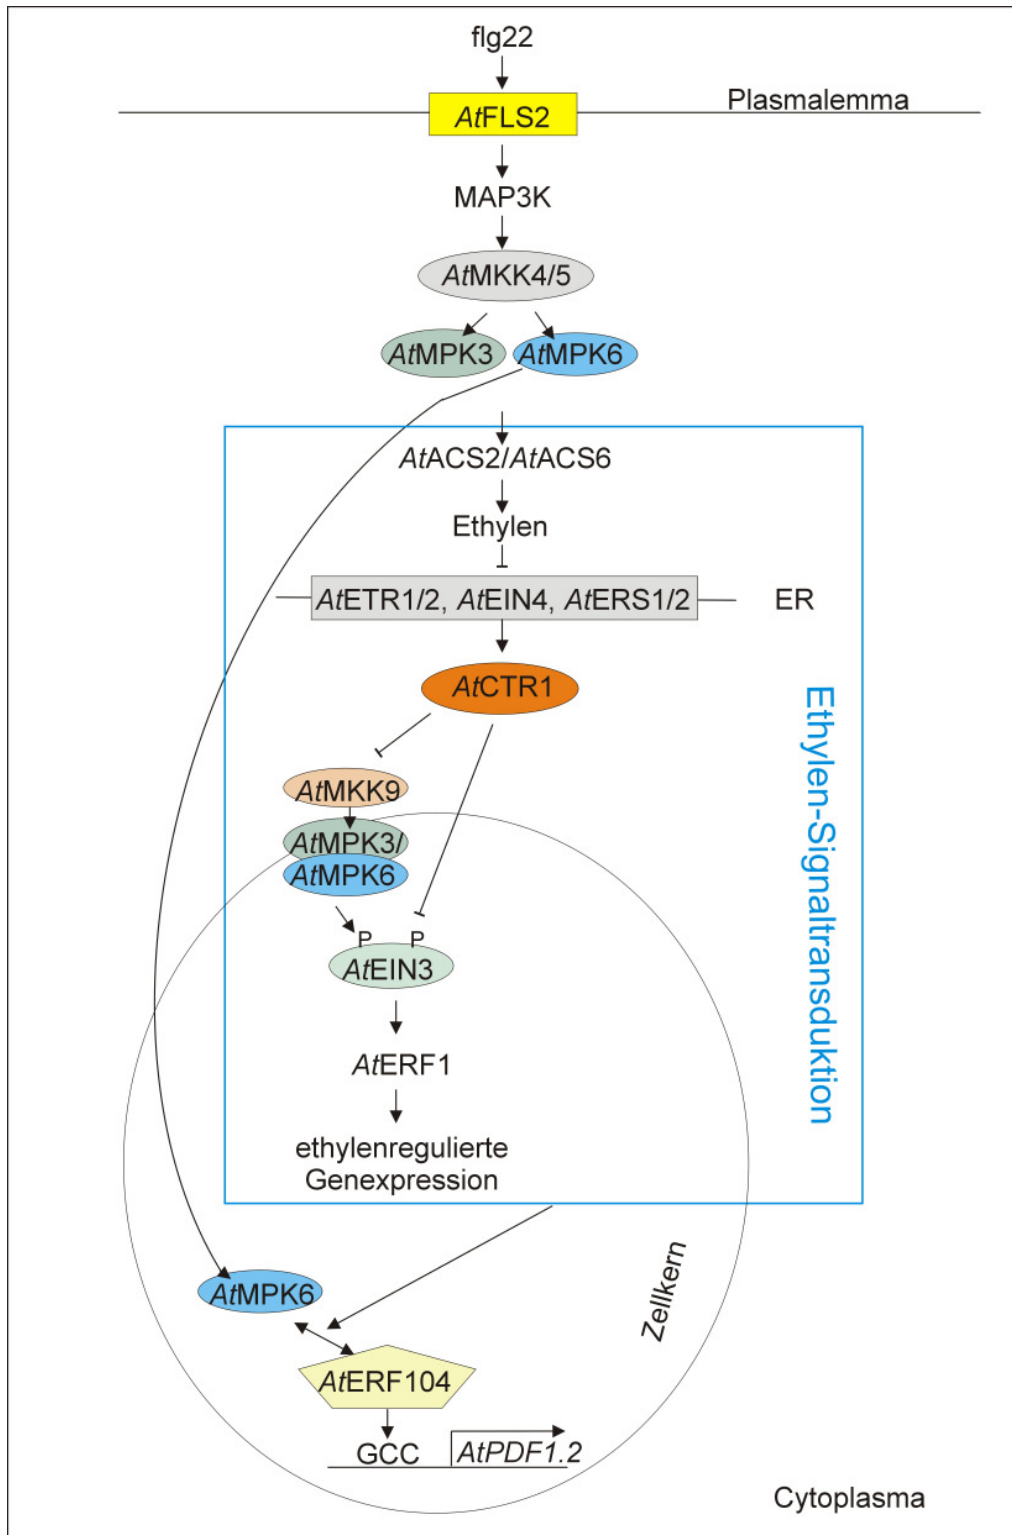 flg22
Plasmalemma
AtFLS2
MAP3K
AtMKK4/5
AtMPK3
AtMPK6
AtACS2/AtACS6
Ethylen
AtETR1/2, AtEIN4, AtERS1/2
ER
AtCTR1
Ethylen-Signaltransduktion
AtMKK9
AtMPK3/
AtMPK6
P P
AtEIN3
AtERF1
ethylenregulierte
Genexpression
Zellkern
AtMPK6
AtERF104
GCC
AtPDF1.2
Cytoplasma